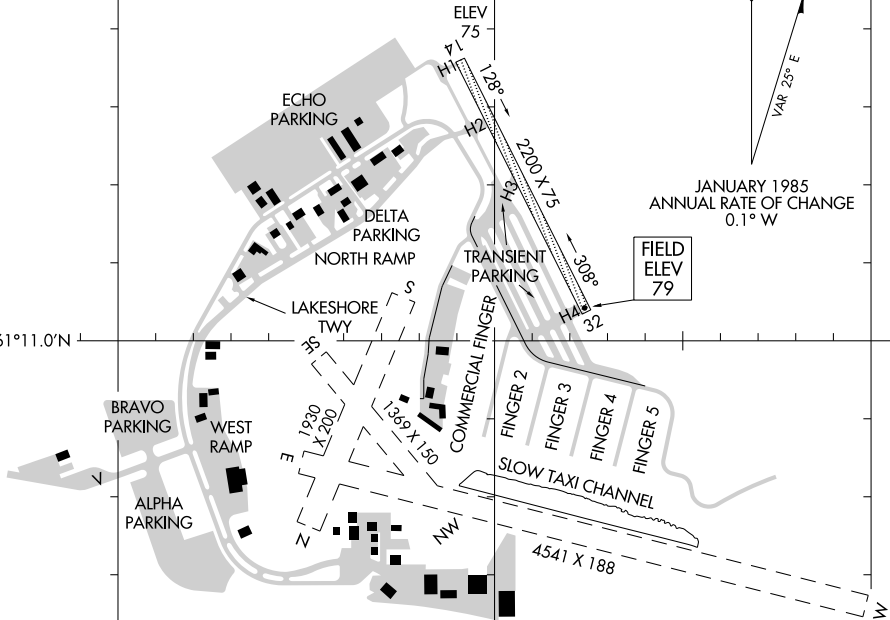 ELEV
75
14
H1
128°
VAR 25° E
ECHO
PARKING
H2
2200 X 75
JANUARY 1985
ANNUAL RATE OF CHANGE
0.1° W
H3
DELTA
PARKING
NORTH RAMP
TRANSIENT
PARKING
308°
FIELD
ELEV
79
LAKESHORE
TWY
S
H4
32
61°11.0'N
SE
COMMERCIAL FINGER
FINGER 2
FINGER 3
FINGER 4
FINGER 5
BRAVO
PARKING
WEST
RAMP
1930
X 200
1369 X 150
E
V
SLOW TAXI CHANNEL
ALPHA
PARKING
N
NW
4541 X 188
W